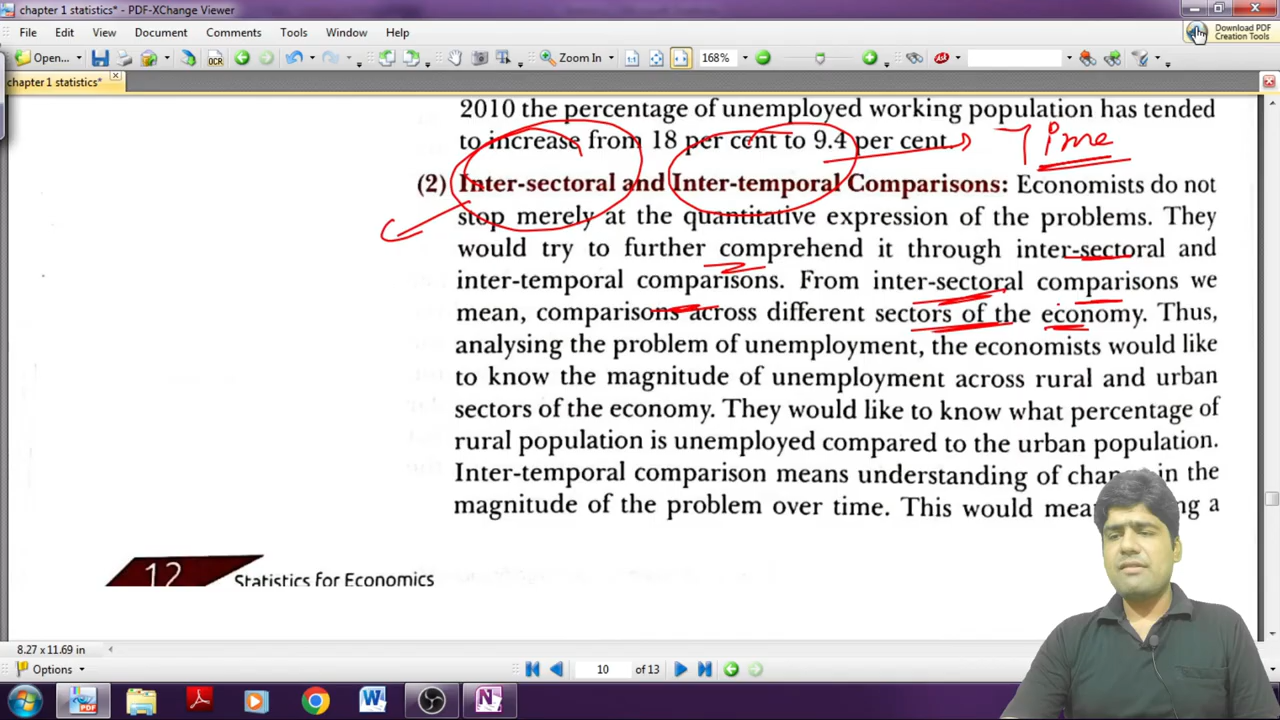 chapter 1 statistics* - PDF-XChange Viewer
File Edit View Document Comments Tools Window Help
Download PDF
Creation Tools
Open... OCR Zoom In 168%
chapter 1 statistics*
2010 the percentage of unemployed working population has tended
to increase from 18 per cent to 9.4 per cent.
Time
(2) Inter-sectoral and Inter-temporal Comparisons: Economists do not
stop merely at the quantitative expression of the problems. They
would try to further comprehend it through inter-sectoral and
inter-temporal comparisons. From inter-sectoral comparisons we
mean, comparisons across different sectors of the economy. Thus,
analysing the problem of unemployment, the economists would like
to know the magnitude of unemployment across rural and urban
sectors of the economy. They would like to know what percentage of
rural population is unemployed compared to the urban population.
Inter-temporal comparison means understanding of in the
magnitude of the problem over time. This would a
12 Statistics for Economics
8.27 x 11.69 in
Options 10 of 13